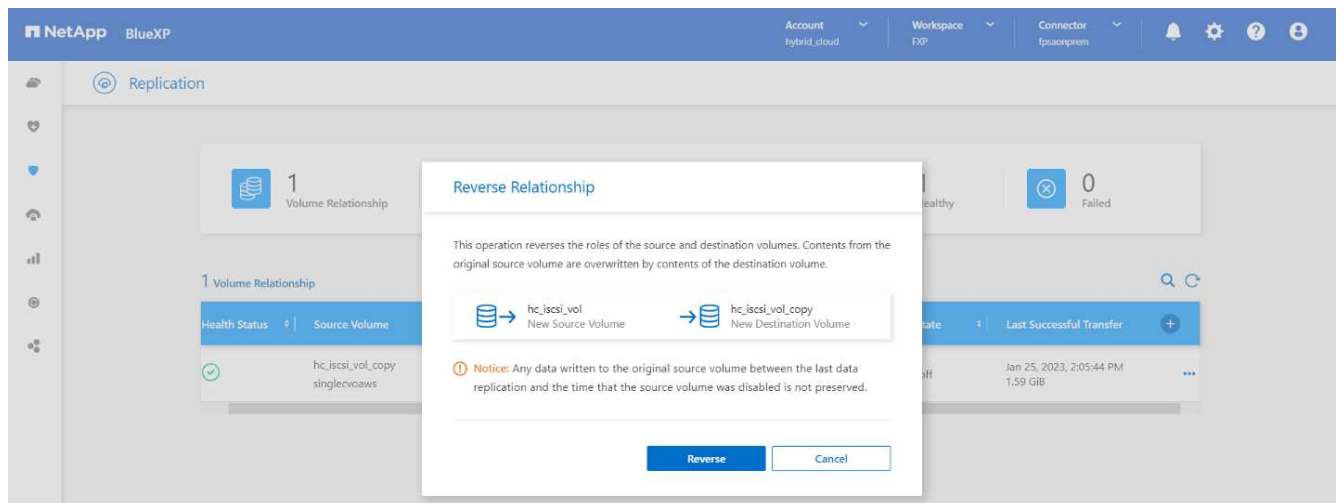 NetApp BlueXP
Account
hybrid_cloud
Workspace
FXP
Connector
fpsaonprem
Replication
1
Volume Relationship
ealthy
0
Failed
Reverse Relationship
This operation reverses the roles of the source and destination volumes. Contents from the
original source volume are overwritten by contents of the destination volume.
hc_iscsi_vol
New Source Volume
hc_iscsi_vol_copy
New Destination Volume
Notice: Any data written to the original source volume between the last data
replication and the time that the source volume was disabled is not preserved.
Reverse Cancel
1 Volume Relationship
Health Status Source Volume tate Last Successful Transfer
hc_iscsi_vol_copy
singlecvoaws
off
Jan 25, 2023, 2:05:44 PM
1.59 GiB